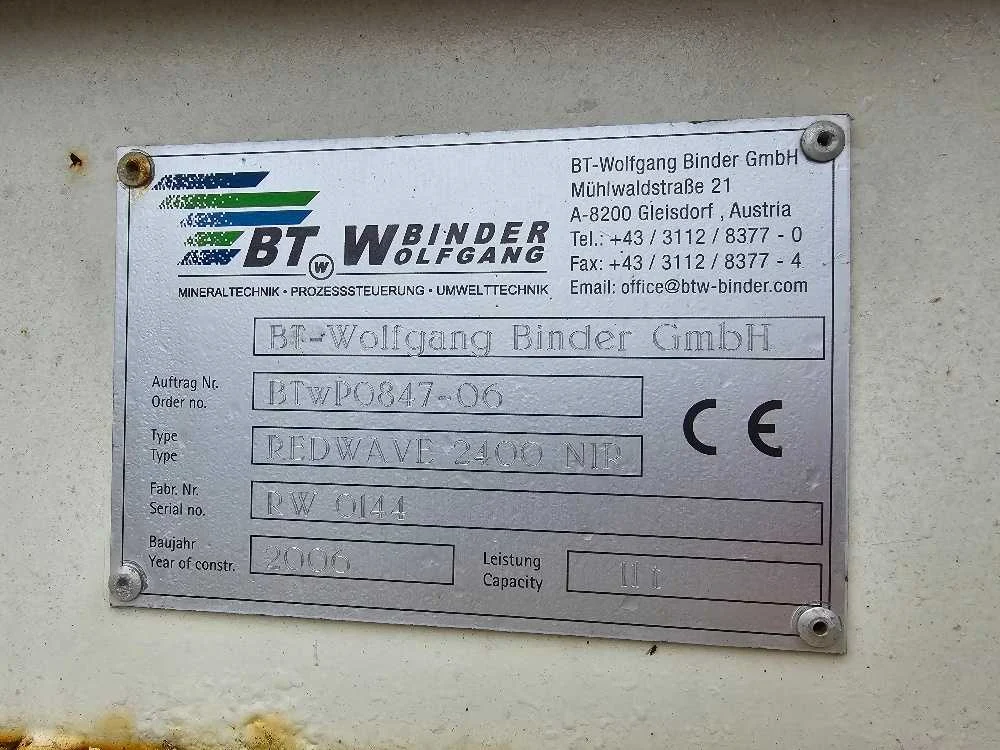 BT-Wolfgang Binder GmbH
Mühlwaldstraße 21
A-8200 Gleisdorf , Austria
Tel.: +43 / 3112 / 8377 - 0
Fax: +43 / 3112 / 8377 - 4
Email: office@btw-binder.com
BT W BINDER
W OLFGANG
MINERALTECHNIK · PROZESSSTEUERUNG · UMWELTTECHNIK
BT-Wolfgang Binder GmbH
Auftrag Nr.
Order no.
BTwP0847-06
Type
Type
REDWAVE 2400 NIR
CE
Fabr. Nr.
Serial no.
RW 0144
Baujahr
Year of constr.
2006
Leistung
Capacity
11 t